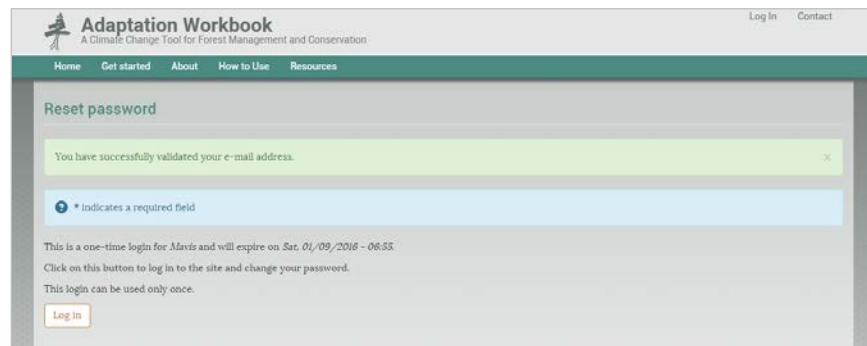 Log In Contact
Adaptation Workbook
A Climate Change Tool for Forest Management and Conservation
Home Get started About How to Use Resources
Reset password
You have successfully validated your e-mail address. ×
? * indicates a required field
This is a one-time login for Mavis and will expire on Sat, 01/09/2016 - 06:55.
Click on this button to log in to the site and change your password.
This login can be used only once.
Log in